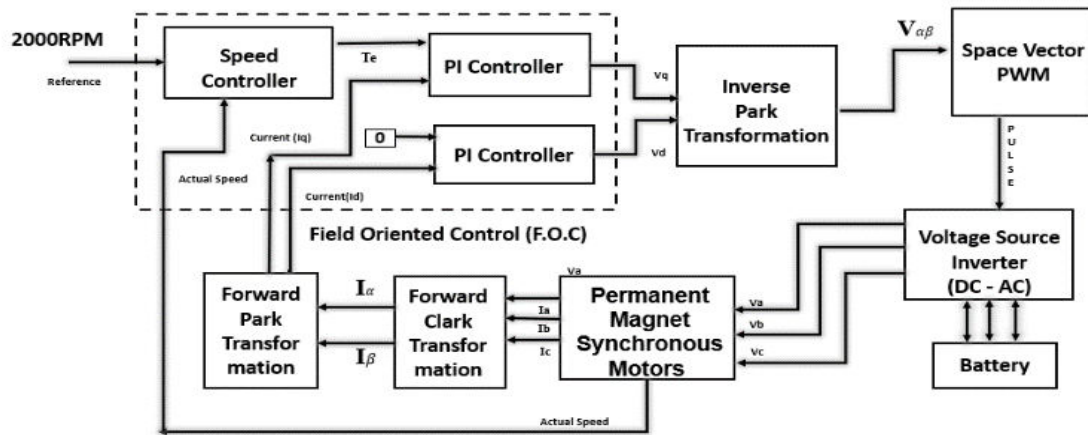 2000RPM
Reference
Speed
Controller
Te
PI Controller
Vq
Current (Iq)
0
PI Controller
Vd
Actual Speed
Current(Id)
Field Oriented Control (F.O.C)
Inverse
Park
Transformation
Vαβ
Space Vector
PWM
P
U
L
S
E
Voltage Source
Inverter
(DC - AC)
Battery
Va
Vb
Vc
Permanent
Magnet
Synchronous
Motors
Va
Ia
Ib
Ic
Forward
Clark
Transfor
mation
Iα
Iβ
Forward
Park
Transfor
mation
Actual Speed